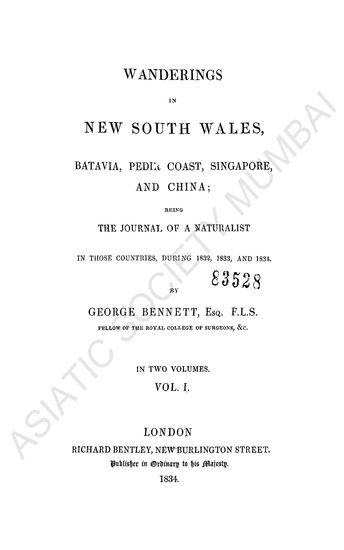 WANDERINGS
IN
NEW SOUTH WALES,
BATAVIA, PEDIR COAST, SINGAPORE,
AND CHINA;
BEING
THE JOURNAL OF A NATURALIST
IN THOSE COUNTRIES, DURING 1832, 1833, AND 1834.
83528
BY
GEORGE BENNETT, Esq. F.L.S.
FELLOW OF THE ROYAL COLLEGE OF SURGEONS, &c.
IN TWO VOLUMES.
VOL. I.
LONDON
RICHARD BENTLEY, NEW BURLINGTON STREET.
Publisher in Ordinary to his Majesty.
1834.
ASIATIC SOCIETY MUMBAI